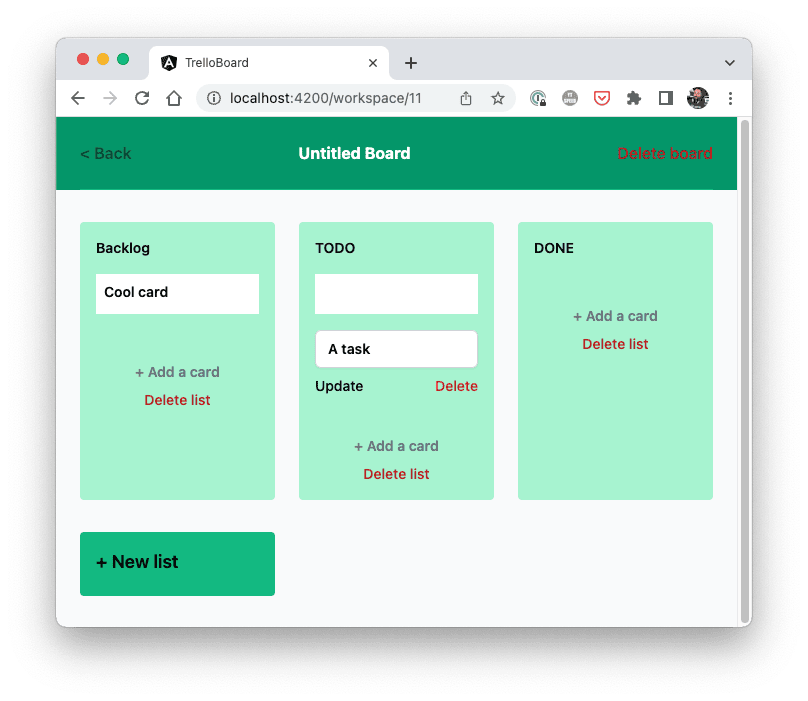 TrelloBoard
localhost:4200/workspace/11
< Back
Untitled Board
Delete board
Backlog
Cool card
+ Add a card
Delete list
TODO
A task
Update
Delete
+ Add a card
Delete list
DONE
+ Add a card
Delete list
+ New list